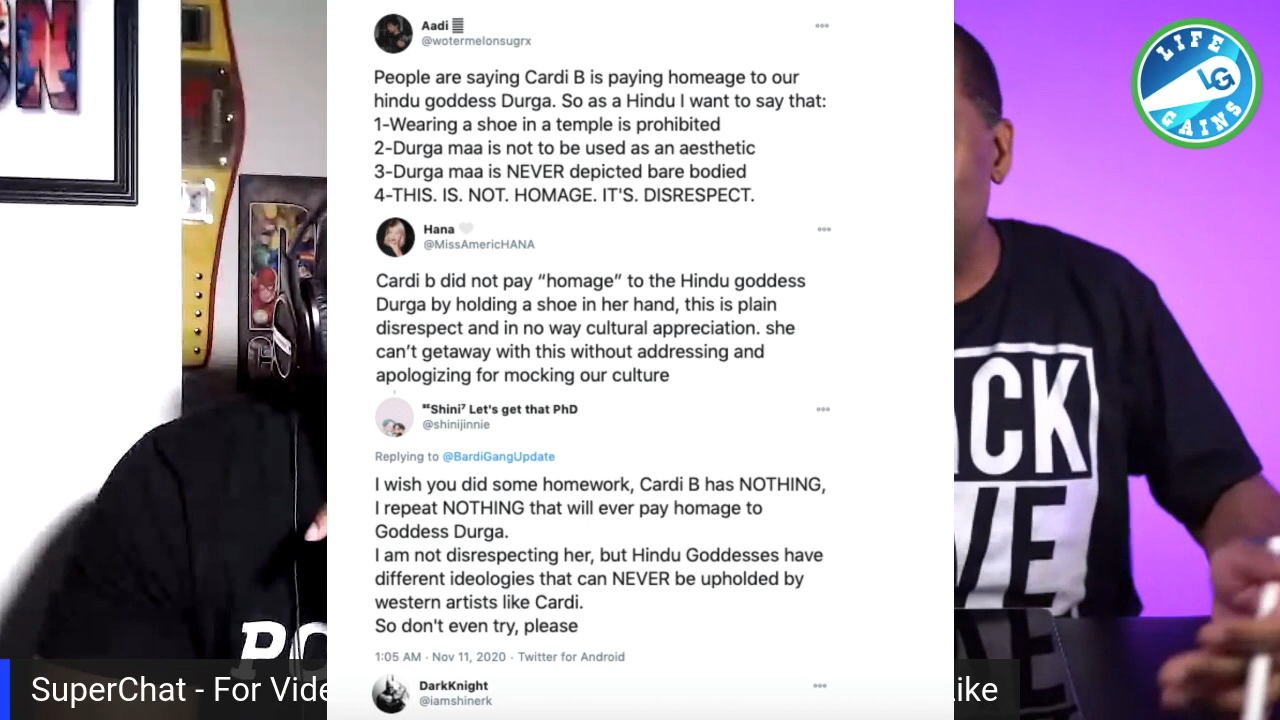 Aadi
@wotermelonsugrx
People are saying Cardi B is paying homeage to our
hindu goddess Durga. So as a Hindu I want to say that:
1-Wearing a shoe in a temple is prohibited
2-Durga maa is not to be used as an aesthetic
3-Durga maa is NEVER depicted bare bodied
4-THIS. IS. NOT. HOMAGE. IT'S. DISRESPECT.
Hana
@MissAmericHANA
Cardi b did not pay “homage” to the Hindu goddess
Durga by holding a shoe in her hand, this is plain
disrespect and in no way cultural appreciation. she
can’t getaway with this without addressing and
apologizing for mocking our culture
Shini⁷ Let's get that PhD
@shinijinnie
Replying to @BardiGangUpdate
I wish you did some homework, Cardi B has NOTHING,
I repeat NOTHING that will ever pay homage to
Goddess Durga.
I am not disrespecting her, but Hindu Goddesses have
different ideologies that can NEVER be upheld by
western artists like Cardi.
So don't even try, please
1:05 AM · Nov 11, 2020 · Twitter for Android
DarkKnight
@iamshinerk
LIFE
LG
GAINS
ACK
VE
PO
N
SuperChat - For Vide
ike